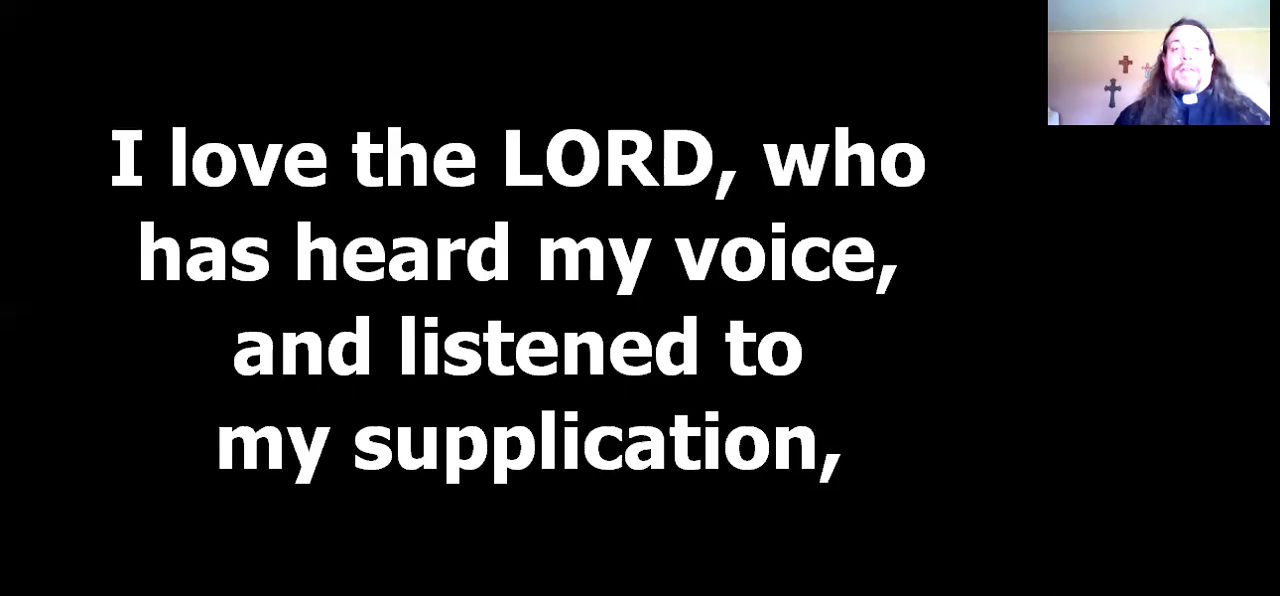 I love the LORD, who
has heard my voice,
and listened to
my supplication,